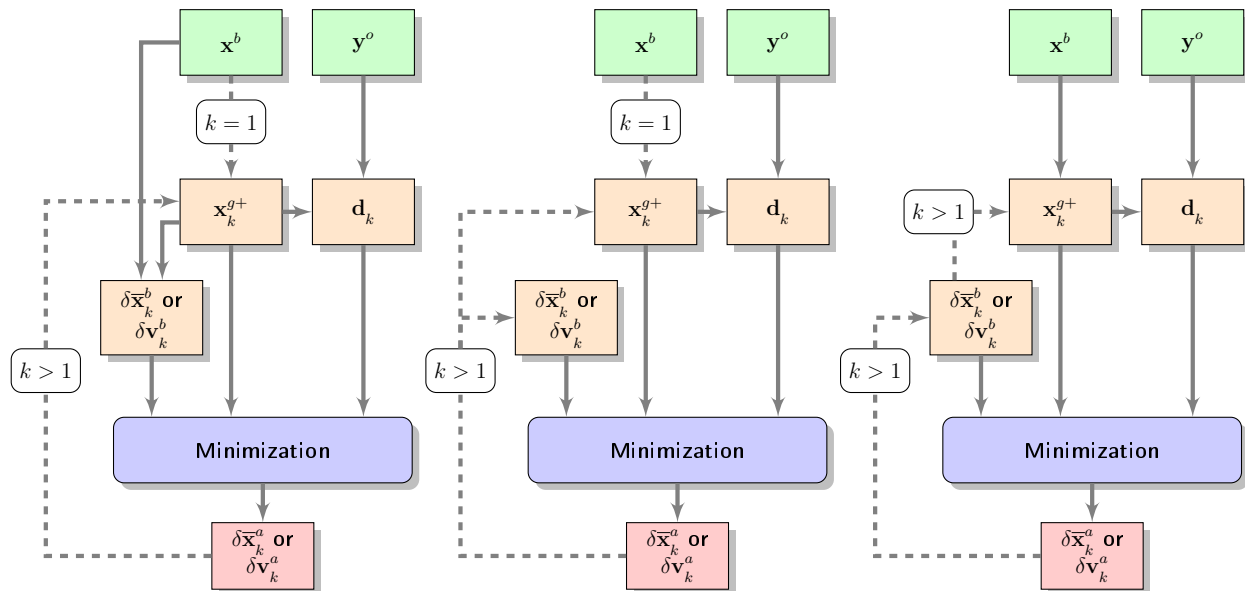 x^b
y^o
k = 1
x_k^{g+}
d_k
δx̅_k^b or
δv_k^b
k > 1
Minimization
δx̅_k^a or
δv_k^a
x^b
y^o
k = 1
x_k^{g+}
d_k
δx̅_k^b or
δv_k^b
k > 1
Minimization
δx̅_k^a or
δv_k^a
x^b
y^o
k > 1
x_k^{g+}
d_k
δx̅_k^b or
δv_k^b
k > 1
Minimization
δx̅_k^a or
δv_k^a